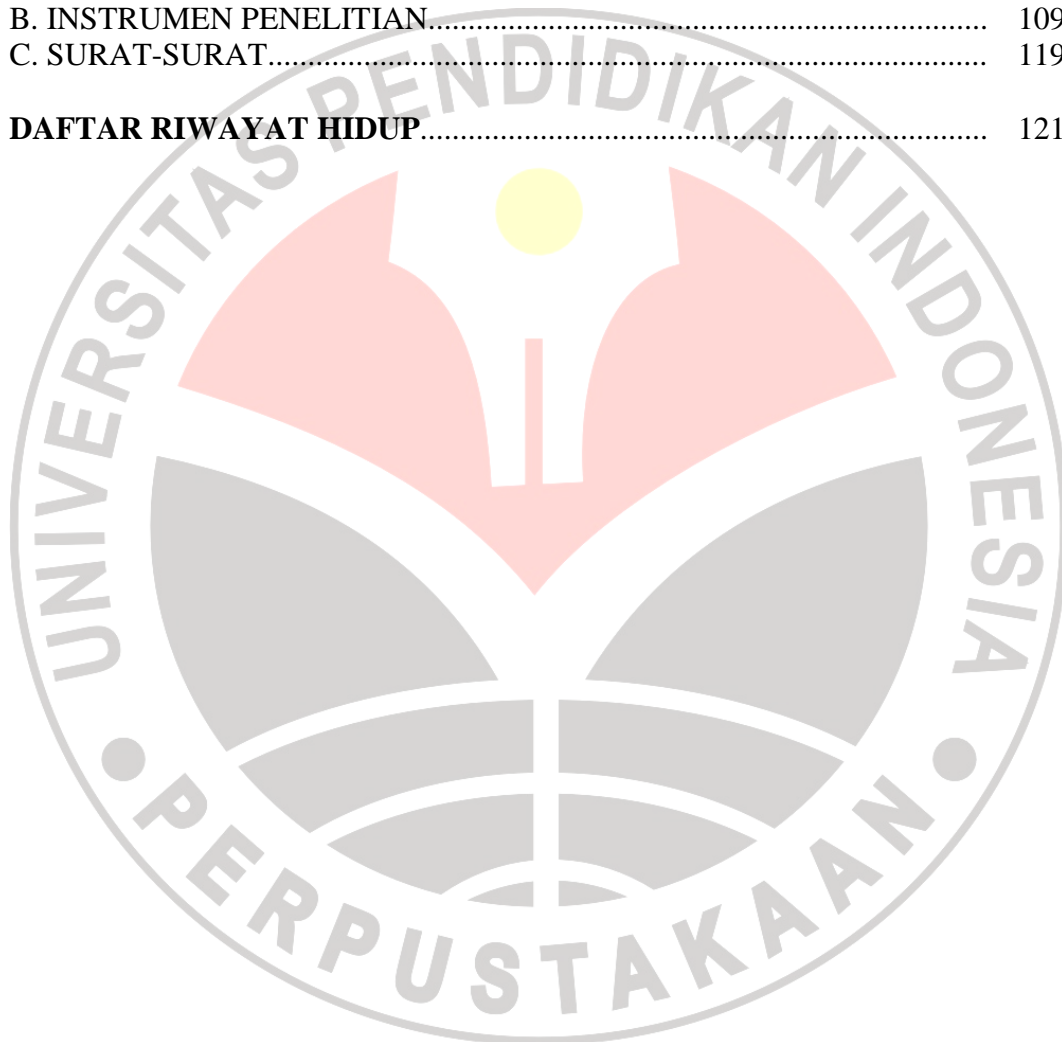 B. INSTRUMEN PENELITIAN................................................................................ 109
C. SURAT-SURAT........................................................................................................ 119
DAFTAR RIWAYAT HIDUP................................................................................ 121
UNIVERSITAS PENDIDIKAN INDONESIA
PERPUSTAKAAN